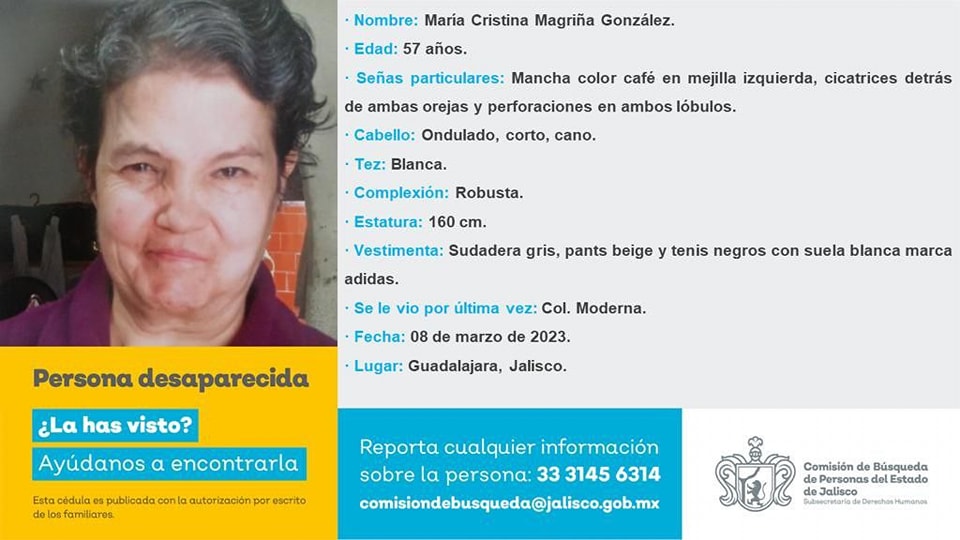 · Nombre: María Cristina Magriña González.
· Edad: 57 años.
· Señas particulares: Mancha color café en mejilla izquierda, cicatrices detrás
de ambas orejas y perforaciones en ambos lóbulos.
· Cabello: Ondulado, corto, cano.
· Tez: Blanca.
· Complexión: Robusta.
· Estatura: 160 cm.
· Vestimenta: Sudadera gris, pants beige y tenis negros con suela blanca marca
adidas.
· Se le vio por última vez: Col. Moderna.
· Fecha: 08 de marzo de 2023.
· Lugar: Guadalajara, Jalisco.
Persona desaparecida
¿La has visto?
Ayúdanos a encontrarla
Esta cédula es publicada con la autorización por escrito
de los familiares.
Reporta cualquier información
sobre la persona: 33 3145 6314
comisiondebusqueda@jalisco.gob.mx
Comisión de Búsqueda
de Personas del Estado
de Jalisco
Subsecretaría de Derechos Humanos